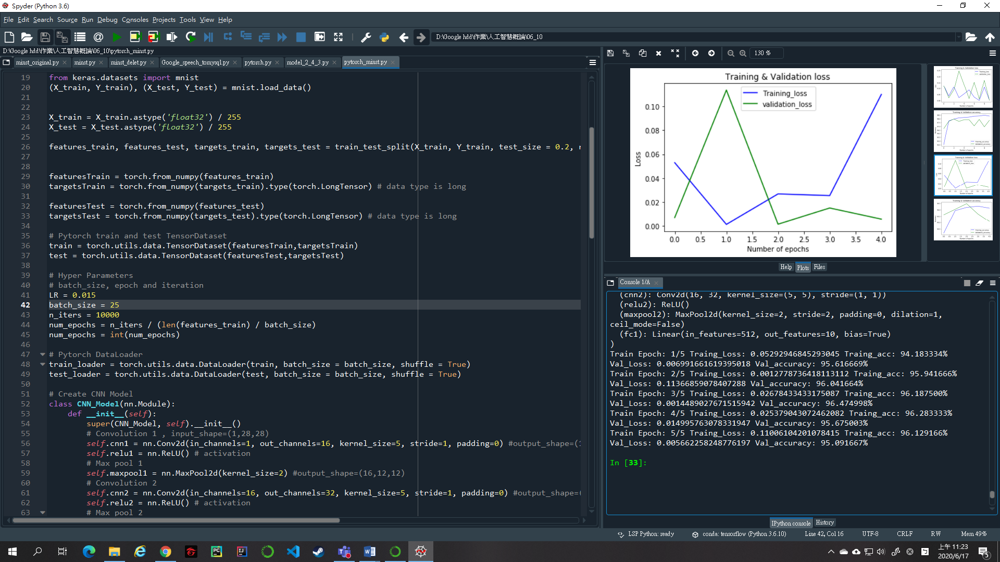 Spyder (Python 3.6)
File Edit Search Source Run Debug Consoles Projects Tools View Help
D:\Google hdd\作業\人工智慧概論\06_10
D:\Google hdd\作業\人工智慧概論\06_10\pytorch_minst.py
minst_original.py minst.py minst_delet.py Google_speech_tomysql.py pytorch.py model_2_4_3.py pytorch_minst.py
19 from keras.datasets import mnist
20 (X_train, Y_train), (X_test, Y_test) = mnist.load_data()
21
22
23 X_train = X_train.astype('float32') / 255
24 X_test = X_test.astype('float32') / 255
25
26 features_train, features_test, targets_train, targets_test = train_test_split(X_train, Y_train, test_size = 0.2, r
27
28
29 featuresTrain = torch.from_numpy(features_train)
30 targetsTrain = torch.from_numpy(targets_train).type(torch.LongTensor) # data type is long
31
32 featuresTest = torch.from_numpy(features_test)
33 targetsTest = torch.from_numpy(targets_test).type(torch.LongTensor) # data type is long
34
35 # Pytorch train and test TensorDataset
36 train = torch.utils.data.TensorDataset(featuresTrain,targetsTrain)
37 test = torch.utils.data.TensorDataset(featuresTest,targetsTest)
38
39 # Hyper Parameters
40 # batch_size, epoch and iteration
41 LR = 0.015
42 batch_size = 25
43 n_iters = 10000
44 num_epochs = n_iters / (len(features_train) / batch_size)
45 num_epochs = int(num_epochs)
46
47 # Pytorch DataLoader
48 train_loader = torch.utils.data.DataLoader(train, batch_size = batch_size, shuffle = True)
49 test_loader = torch.utils.data.DataLoader(test, batch_size = batch_size, shuffle = True)
50
51 # Create CNN Model
52 class CNN_Model(nn.Module):
53 def __init__(self):
54 super(CNN_Model, self).__init__()
55 # Convolution 1 , input_shape=(1,28,28)
56 self.cnn1 = nn.Conv2d(in_channels=1, out_channels=16, kernel_size=5, stride=1, padding=0) #output_shape=(1
57 self.relu1 = nn.ReLU() # activation
58 # Max pool 1
59 self.maxpool1 = nn.MaxPool2d(kernel_size=2) #output_shape=(16,12,12)
60 # Convolution 2
61 self.cnn2 = nn.Conv2d(in_channels=16, out_channels=32, kernel_size=5, stride=1, padding=0) #output_shape=(
62 self.relu2 = nn.ReLU() # activation
63 # Max pool 2
130 %
Training & Validation loss
Training_loss
validation_loss
Loss
0.10
0.08
0.06
0.04
0.02
0.00
0.0 0.5 1.0 1.5 2.0 2.5 3.0 3.5 4.0
Number of epochs
Training & Validation loss
Training & Validation accuracy
Training & Validation loss
Training & Validation accuracy
Help Plots Files
Console 1/A
(cnn2): Conv2d(16, 32, kernel_size=(5, 5), stride=(1, 1))
(relu2): ReLU()
(maxpool2): MaxPool2d(kernel_size=2, stride=2, padding=0, dilation=1,
ceil_mode=False)
(fc1): Linear(in_features=512, out_features=10, bias=True)
)
Train Epoch: 1/5 Traing_Loss: 0.05292946845293045 Traing_acc: 94.183334%
Val_Loss: 0.006991661619395018 Val_accuracy: 95.616669%
Train Epoch: 2/5 Traing_Loss: 0.0012778736418113112 Traing_acc: 95.941666%
Val_Loss: 0.11366859078407288 Val_accuracy: 96.041664%
Train Epoch: 3/5 Traing_Loss: 0.02678433433175087 Traing_acc: 96.187500%
Val_Loss: 0.0014489027671515942 Val_accuracy: 96.474998%
Train Epoch: 4/5 Traing_Loss: 0.025379043072462082 Traing_acc: 96.283333%
Val_Loss: 0.014995763078331947 Val_accuracy: 95.675003%
Train Epoch: 5/5 Traing_Loss: 0.11006104201078415 Traing_acc: 96.129166%
Val_Loss: 0.005662258248776197 Val_accuracy: 95.091667%
In [33]:
IPython console History
LSP Python: ready conda: tensorflow (Python 3.6.10) Line 42, Col 16 UTF-8 CRLF RW Mem 49%
上午 11:23
2020/6/17
5